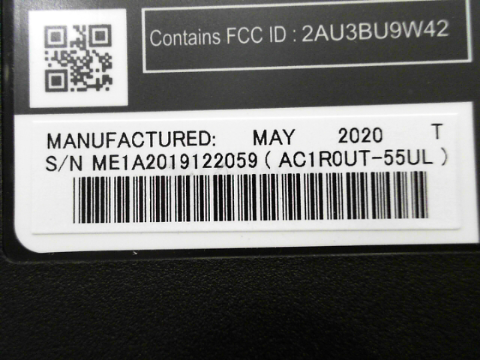 Contains FCC ID : 2AU3BU9W42
MANUFACTURED: MAY 2020 T
S/N ME1A2019122059 ( AC1R0UT-55UL )